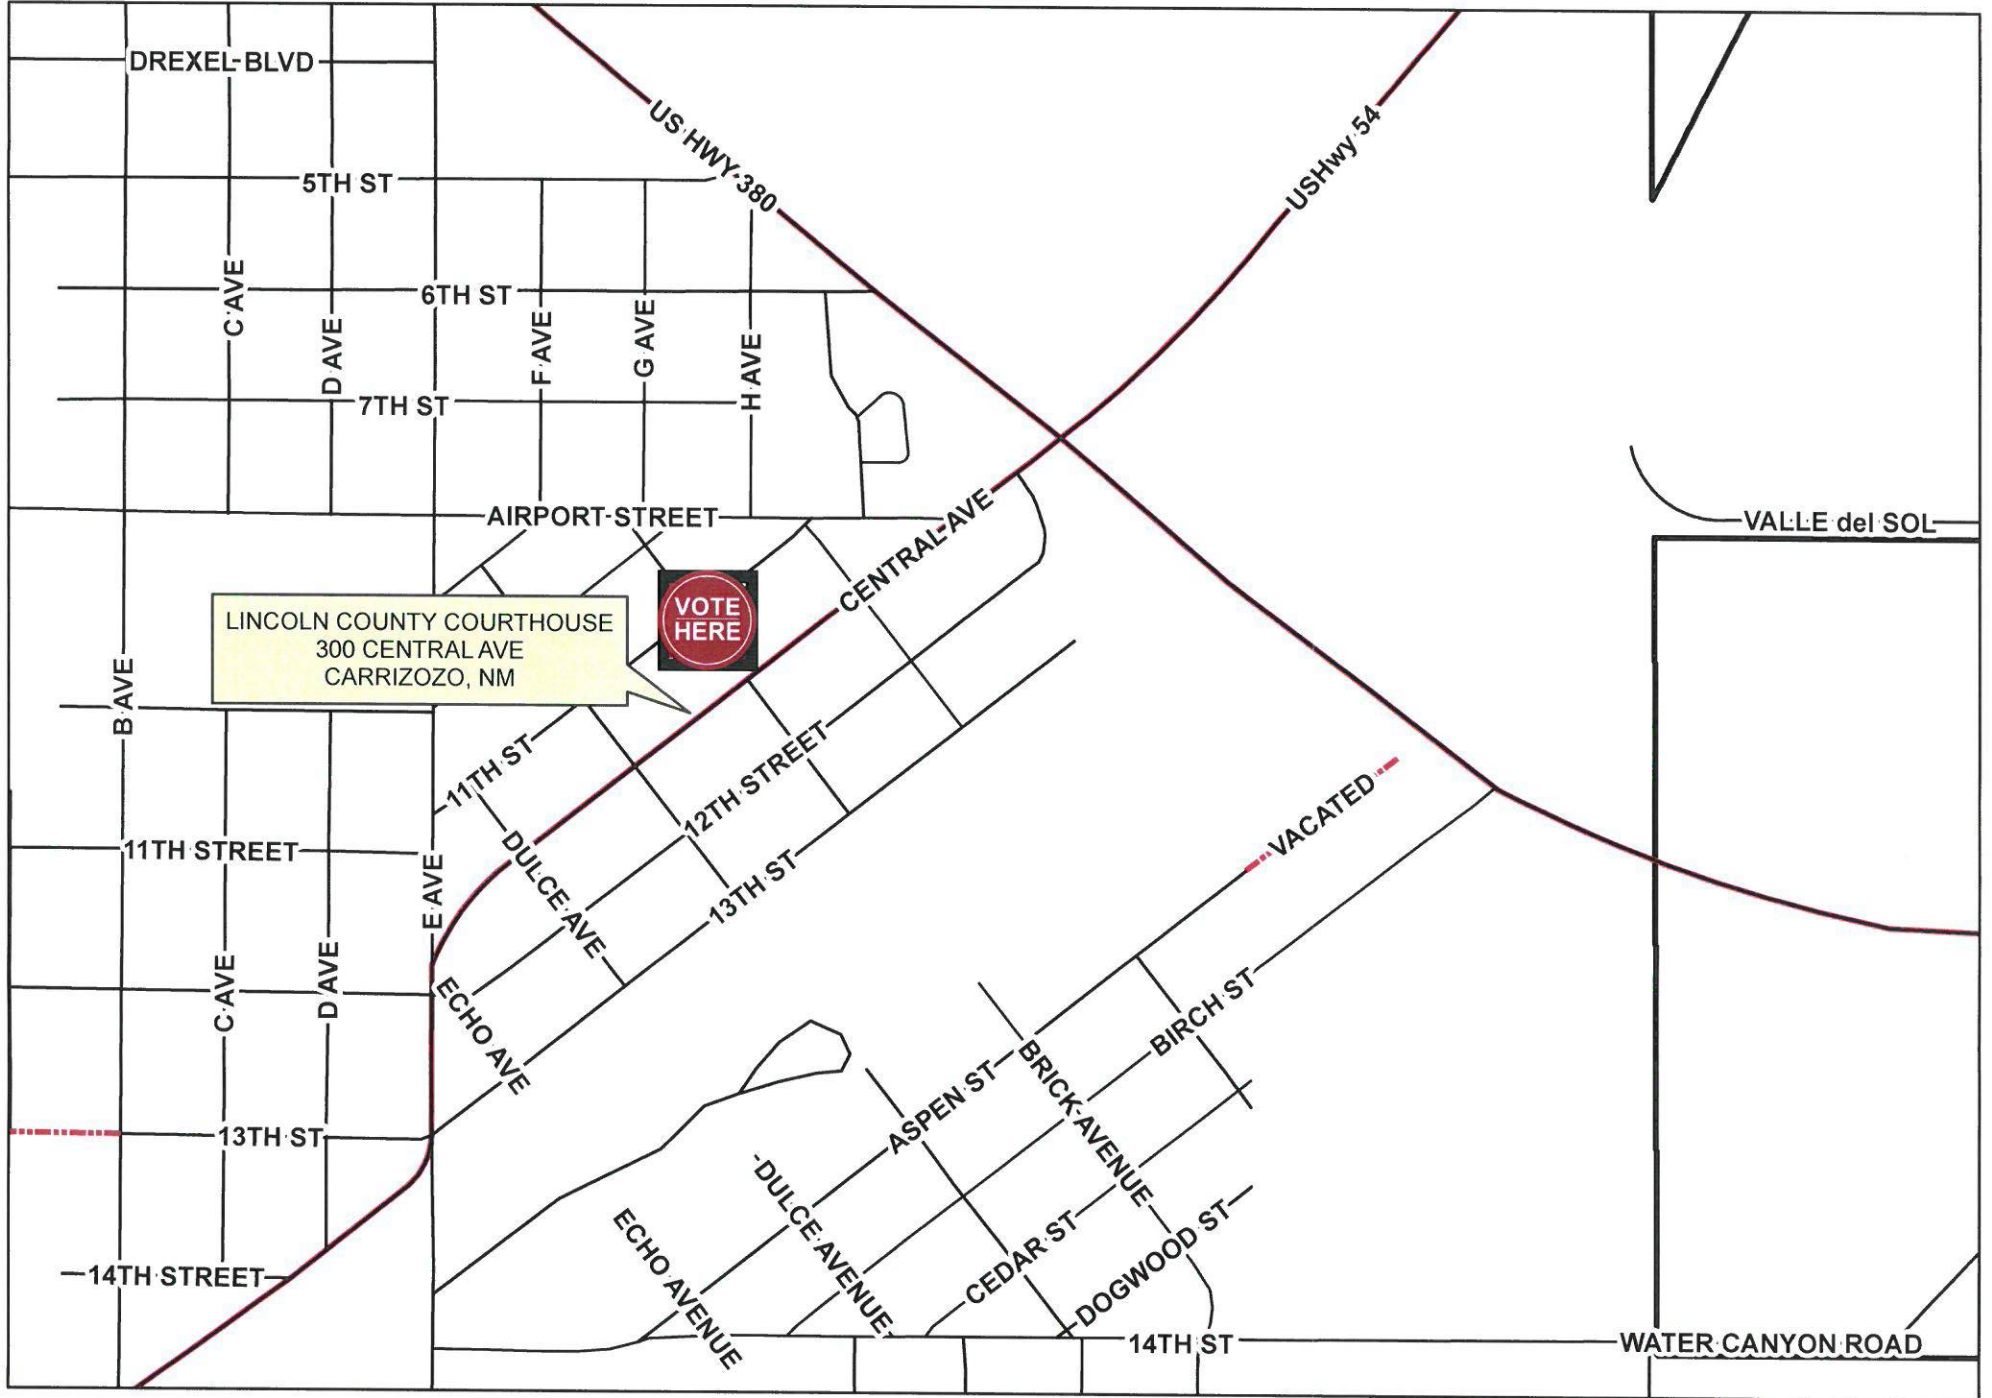 DREXEL BLVD
US HWY 380
USHwy 54
5TH ST
C AVE
6TH ST
D AVE
F AVE
G AVE
H AVE
7TH ST
AIRPORT STREET
CENTRAL AVE
VALLE del SOL
LINCOLN COUNTY COURTHOUSE
300 CENTRAL AVE
CARRIZOZO, NM
VOTE
HERE
B AVE
11TH ST
12TH STREET
VACATED
11TH STREET
E AVE
DULCE AVE
13TH ST
C AVE
D AVE
ECHO AVE
BIRCH ST
ASPEN ST
BRICK AVENUE
13TH ST
DULCE AVENUE
ECHO AVENUE
CEDAR ST
DOGWOOD ST
14TH STREET
14TH ST
WATER CANYON ROAD